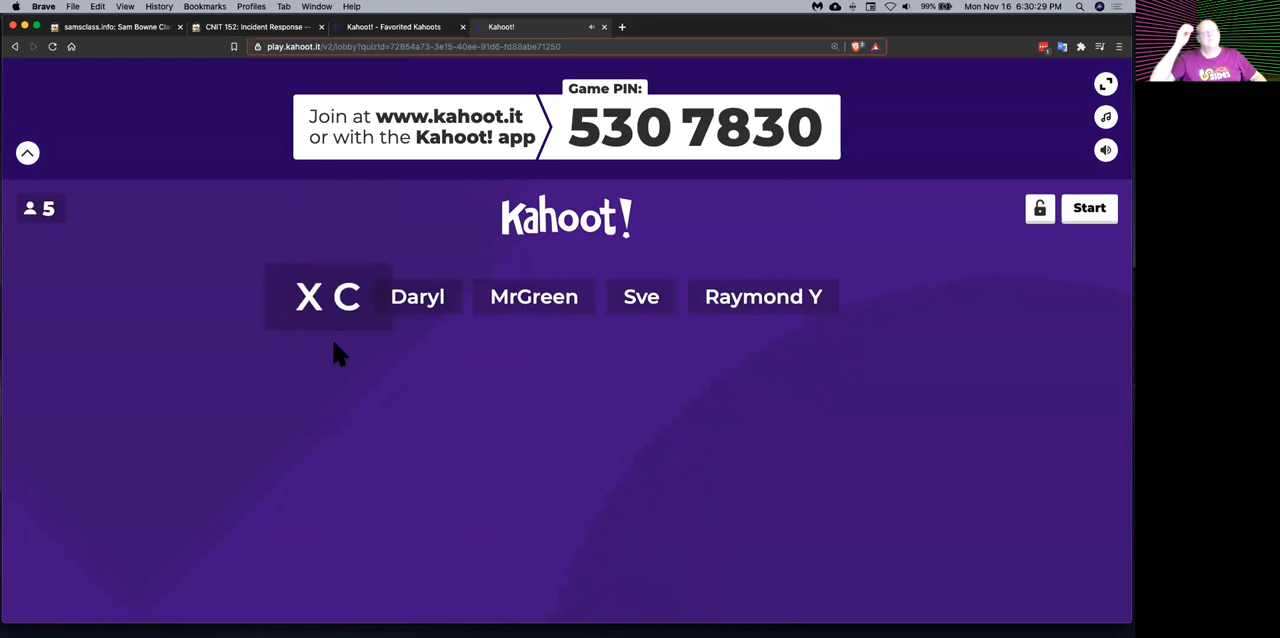 Brave File Edit View History Bookmarks Profiles Tab Window Help 99% Mon Nov 16 6:30:29 PM
samsclass.info: Sam Bowne Cla CNIT 152: Incident Response -- Kahoot! - Favorited Kahoots Kahoot!
play.kahoot.it/v2/lobby?quizId=72854a73-3e15-40ee-91d6-fd88abe71250
Game PIN:
Join at www.kahoot.it
or with the Kahoot! app
530 7830
5
Kahoot!
Start
X C Daryl MrGreen Sve Raymond Y